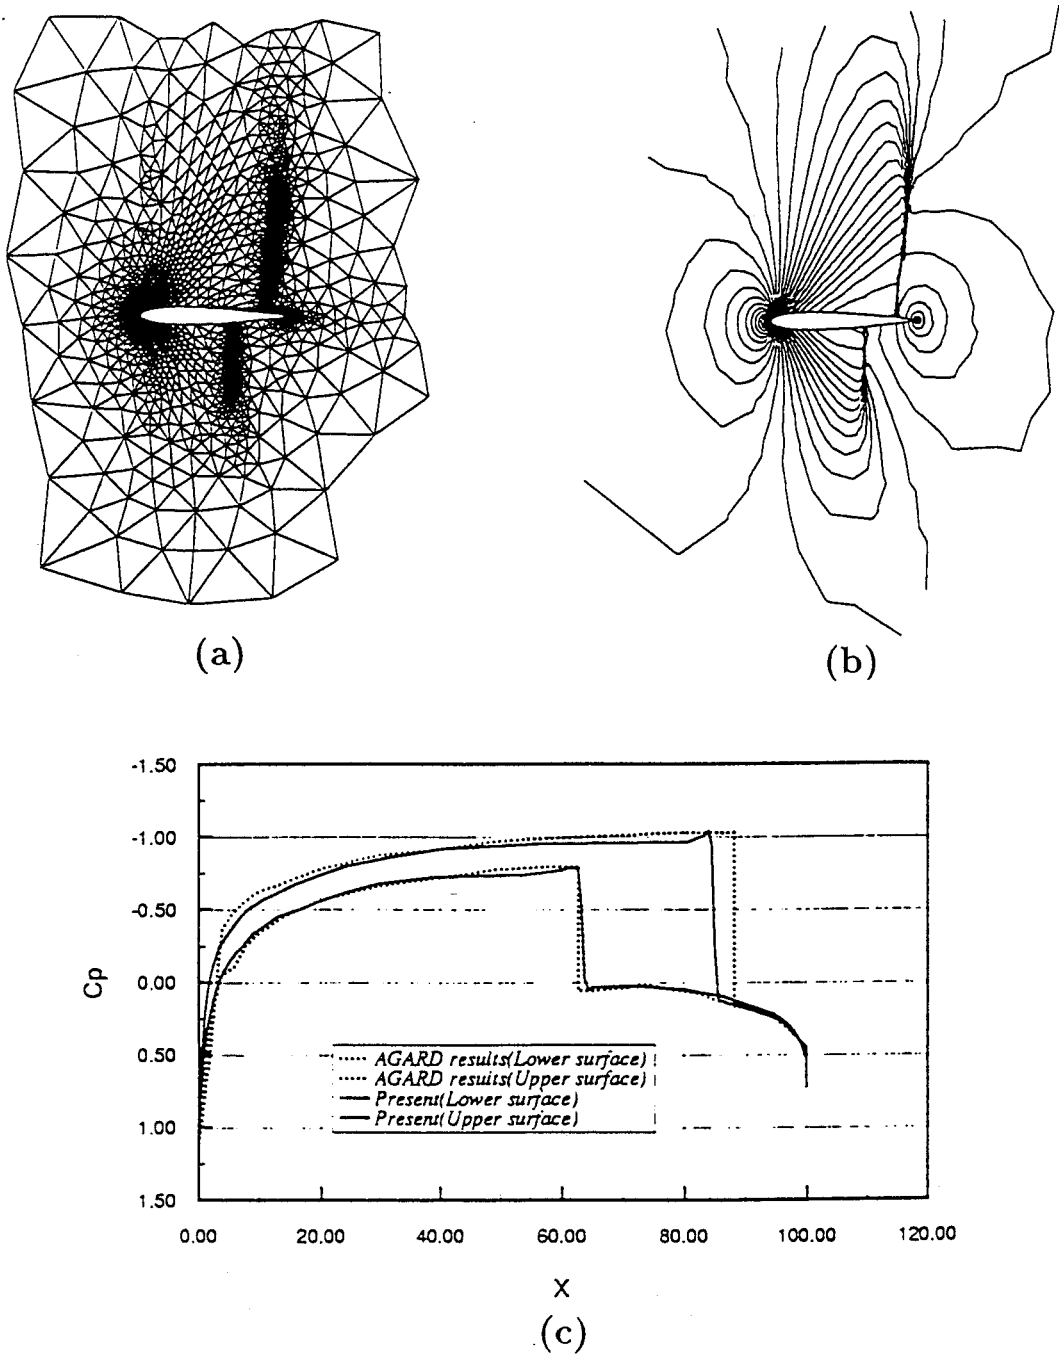 (a)
(b)
-1.50
-1.00
-0.50
0.00
0.50
1.00
1.50
Cp
AGARD results(Lower surface)
AGARD results(Upper surface)
Present(Lower surface)
Present(Upper surface)
0.00 20.00 40.00 60.00 80.00 100.00 120.00
X
(c)